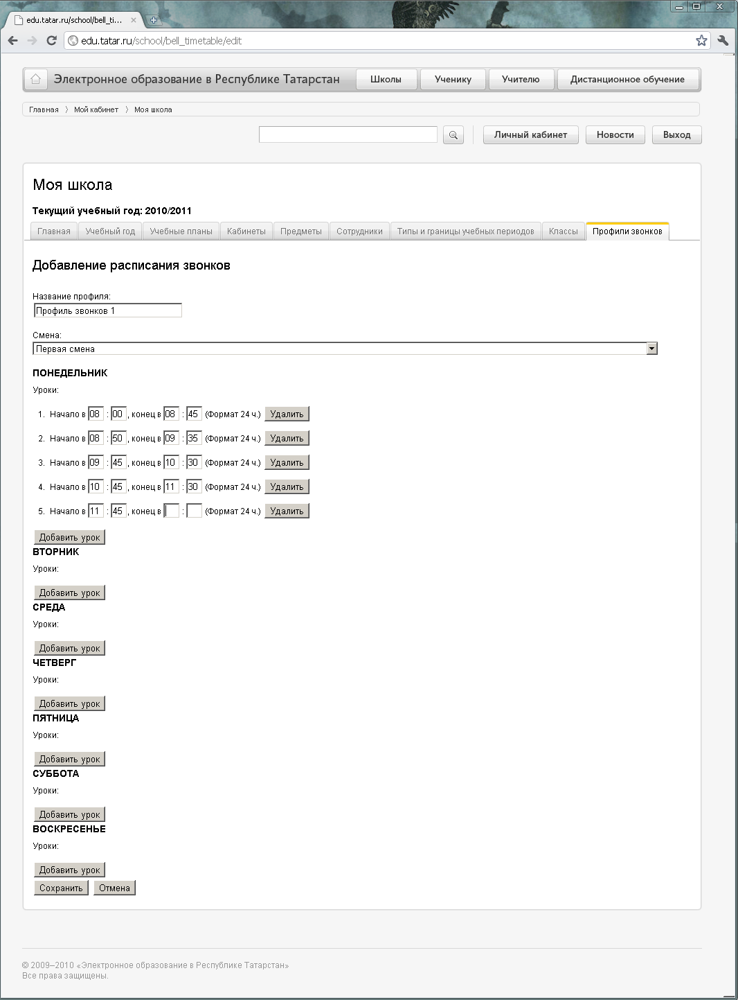 edu.tatar.ru/school/bell_ti...
edu.tatar.ru/school/bell_timetable/edit
Электронное образование в Республике Татарстан
Школы
Ученику
Учителю
Дистанционное обучение
Главная 〉 Мой кабинет 〉 Моя школа
Личный кабинет
Новости
Выход
Моя школа
Текущий учебный год: 2010/2011
Главная
Учебный год
Учебные планы
Кабинеты
Предметы
Сотрудники
Типы и границы учебных периодов
Классы
Профили звонков
Добавление расписания звонков
Название профиля:
Профиль звонков 1
Смена:
Первая смена
ПОНЕДЕЛЬНИК
Уроки:
1. Начало в 08 : 00 , конец в 08 : 45 (Формат 24 ч.) Удалить
2. Начало в 08 : 50 , конец в 09 : 35 (Формат 24 ч.) Удалить
3. Начало в 09 : 45 , конец в 10 : 30 (Формат 24 ч.) Удалить
4. Начало в 10 : 45 , конец в 11 : 30 (Формат 24 ч.) Удалить
5. Начало в 11 : 45 , конец в : (Формат 24 ч.) Удалить
Добавить урок
ВТОРНИК
Уроки:
Добавить урок
СРЕДА
Уроки:
Добавить урок
ЧЕТВЕРГ
Уроки:
Добавить урок
ПЯТНИЦА
Уроки:
Добавить урок
СУББОТА
Уроки:
Добавить урок
ВОСКРЕСЕНЬЕ
Уроки:
Добавить урок
Сохранить Отмена
© 2009–2010 «Электронное образование в Республике Татарстан»
Все права защищены.